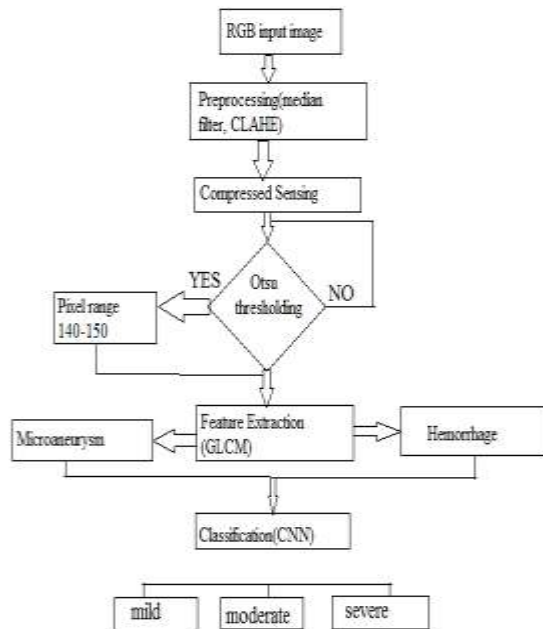 RGB input image
Preprocessing(median
filter, CLAHE)
Compressed Sensing
YES
Otsu
thresholding
NO
Pixel range
140-150
Feature Extraction
(GLCM)
Microaneurysm
Hemorrhage
Classification(CNN)
mild
moderate
severe